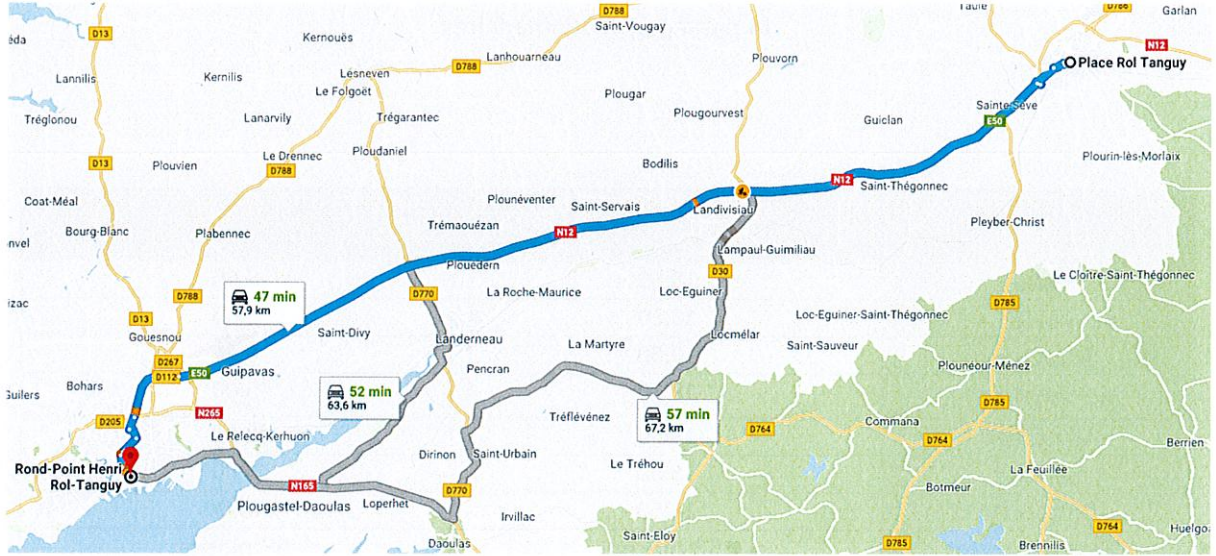 D788
D786
Taulé
Garlan
D13
Kernouës
Saint-Vougay
éda
N12
Lannilis
Kernilis
Lésneven
D788
Lanhouarneau
Plouvorn
Place Rol Tanguy
Le Folgoët
Plougar
Sainte-Sève
Tréglonou
Lanarvily
Trégarantec
Plougourvest
Guiclan
E50
D13
Plouvien
Le Drennec
Ploudaniel
D788
Bodilis
Plourin-lès-Morlaix
N12
Saint-Thégonnec
Coat-Méal
Plounéventer
Saint-Servais
Landivisiau
Bourg-Blanc
Plabennec
Trémaouézan
N12
Pleyber-Christ
nvel
Plouédern
Lampaul-Guimiliau
D30
Le Cloître-Saint-Thégonnec
izac
D788
47 min
57,9 km
D770
La Roche-Maurice
Loc-Eguiner
D785
D13
Loc-Eguiner-Saint-Thégonnec
Gouesnou
Saint-Divy
Landerneau
La Martyre
Locmélar
Saint-Sauveur
D267
D112
E50
Guipavas
Pencran
Plounéour-Ménez
Bohars
52 min
63,6 km
Guilers
D205
N265
Tréflévénez
57 min
67,2 km
D785
Commana
D764
D764
Le Relecq-Kerhuon
Berrien
Rond-Point Henri
Rol-Tanguy
Dirinon
Saint-Urbain
Le Tréhou
La Feuillée
N165
D770
Botmeur
Plougastel-Daoulas
Loperhet
Irvillac
D764
Huelgo
Daoulas
Saint-Eloy
D785
Brennilis